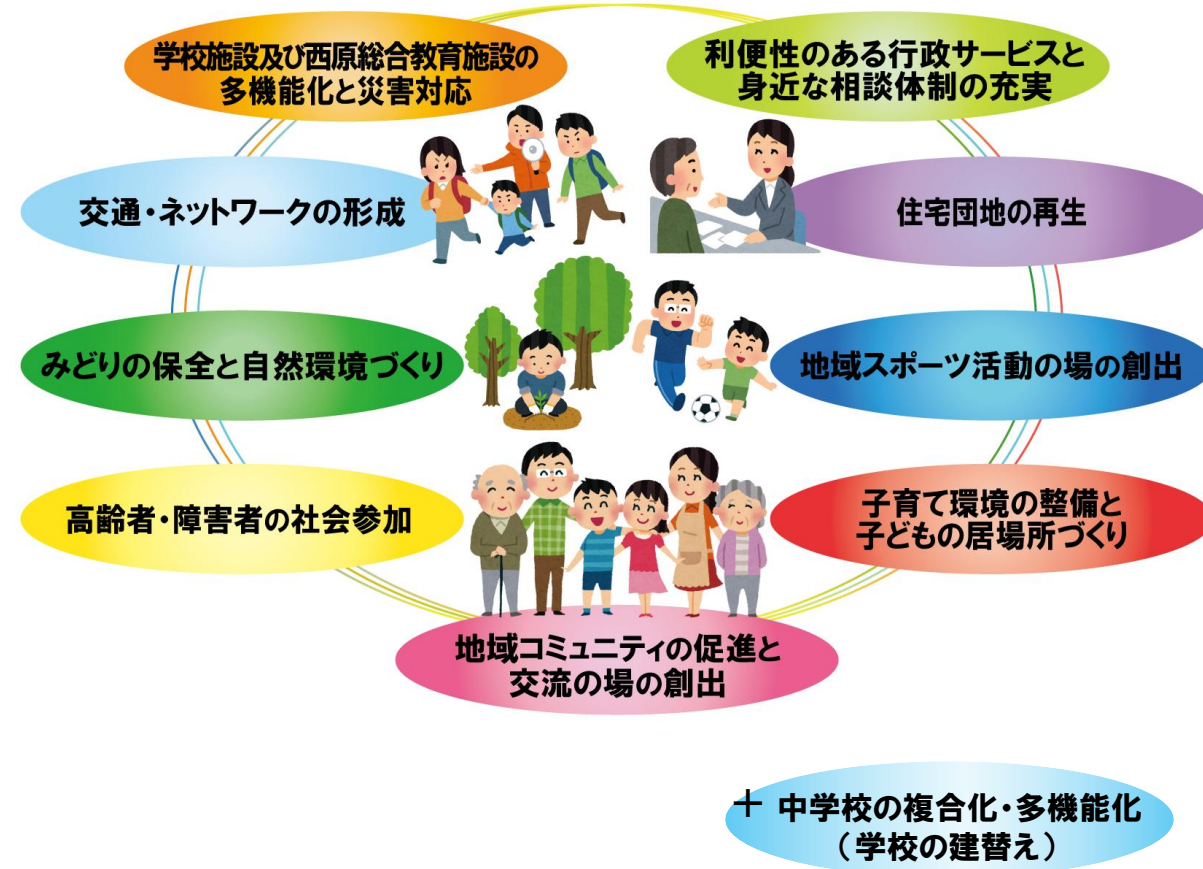 学校施設及び西原総合教育施設の
多機能化と災害対応
利便性のある行政サービスと
身近な相談体制の充実
交通・ネットワークの形成
住宅団地の再生
みどりの保全と自然環境づくり
地域スポーツ活動の場の創出
高齢者・障害者の社会参加
子育て環境の整備と
子どもの居場所づくり
地域コミュニティの促進と
交流の場の創出
＋ 中学校の複合化・多機能化
（学校の建替え）